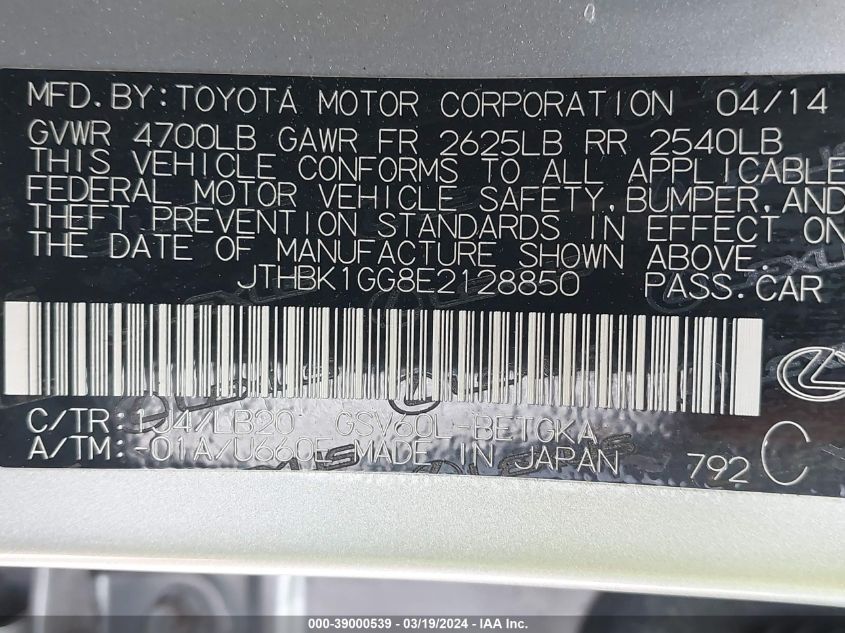 MFD.BY:TOYOTA MOTOR CORPORATION 04/14
GVWR 4700LB GAWR FR 2625LB RR 2540LB
THIS VEHICLE CONFORMS TO ALL APPLICABLE
FEDERAL MOTOR VEHICLE SAFETY, BUMPER, AND
THEFT PREVENTION STANDARDS IN EFFECT ON
THE DATE OF MANUFACTURE SHOWN ABOVE.
JTHBK1GG8E2128850 PASS.CAR
C/TR: 1J4/LB20 GSV60L-BETGKA
A/TM: -01A/U660E MADE IN JAPAN 792 C
000-39000539 - 03/19/2024 - IAA Inc.